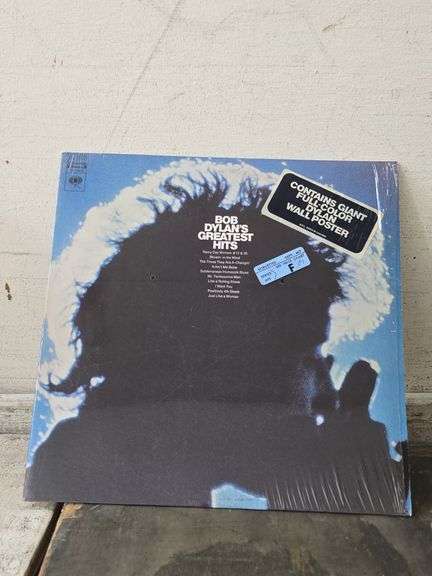 BOB
DYLAN'S
GREATEST
HITS
Rainy Day Women #12 & 35
Blowin' in the Wind
The Times They Are A-Changin'
It Ain't Me Babe
Subterranean Homesick Blues
Mr. Tambourine Man
Like a Rolling Stone
I Want You
Positively 4th Street
Just Like a Woman
CONTAINS GIANT
FULL-COLOR
DYLAN
WALL POSTER
F